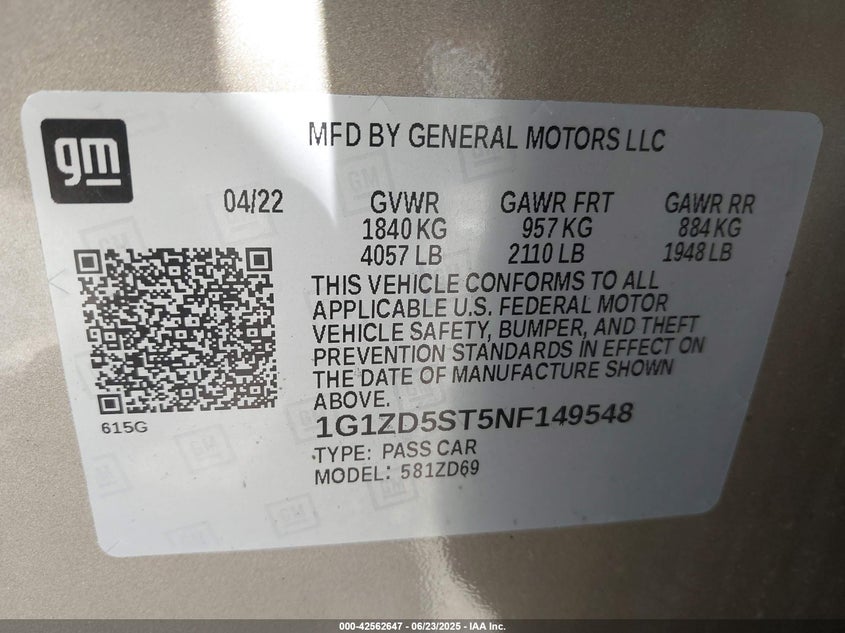 gm
MFD BY GENERAL MOTORS LLC
04/22 GVWR GAWR FRT GAWR RR
1840 KG 957 KG 884 KG
4057 LB 2110 LB 1948 LB
THIS VEHICLE CONFORMS TO ALL
APPLICABLE U.S. FEDERAL MOTOR
VEHICLE SAFETY, BUMPER, AND THEFT
PREVENTION STANDARDS IN EFFECT ON
THE DATE OF MANUFACTURE SHOWN
ABOVE.
615G
1G1ZD5ST5NF149548
TYPE: PASS CAR
MODEL: 581ZD69
000-42562647 - 06/23/2025 - IAA Inc.